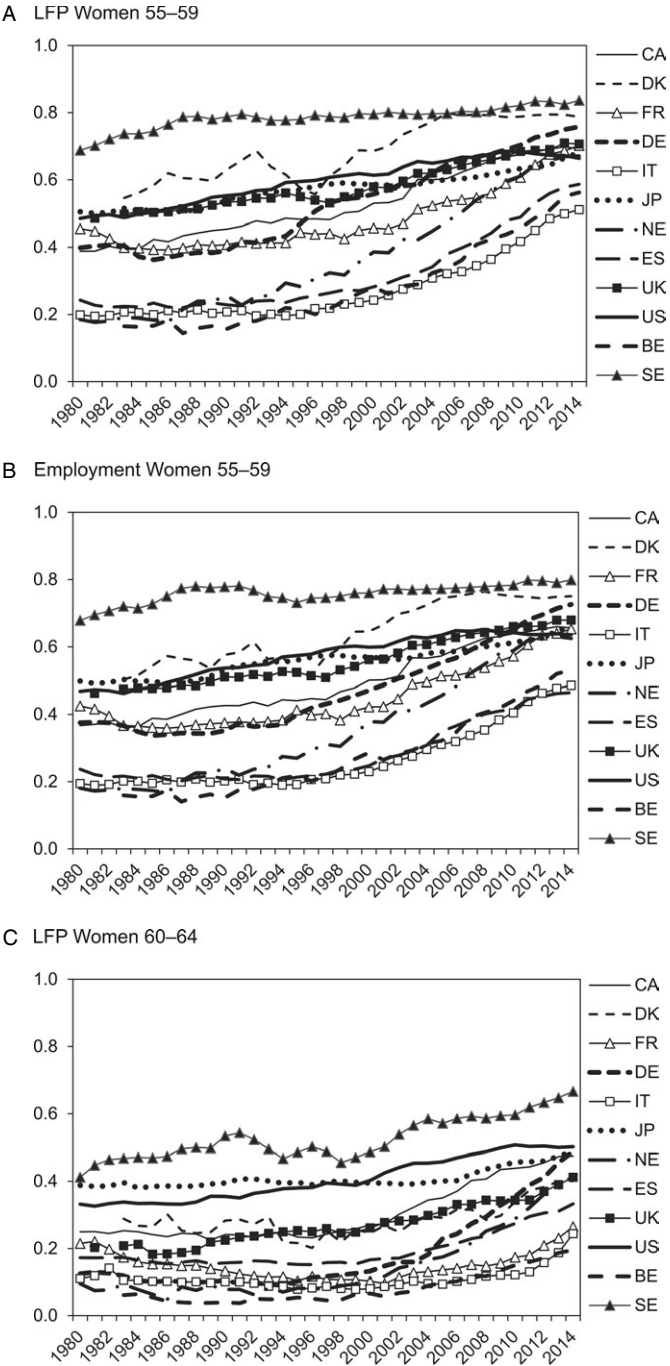 A LFP Women 55–59
1.0
0.8
0.6
0.4
0.2
0.0
1980 1982 1984 1986 1988 1990 1992 1994 1996 1998 2000 2002 2004 2006 2008 2010 2012 2014
CA
DK
FR
DE
IT
JP
NE
ES
UK
US
BE
SE
B Employment Women 55–59
1.0
0.8
0.6
0.4
0.2
0.0
1980 1982 1984 1986 1988 1990 1992 1994 1996 1998 2000 2002 2004 2006 2008 2010 2012 2014
CA
DK
FR
DE
IT
JP
NE
ES
UK
US
BE
SE
C LFP Women 60–64
1.0
0.8
0.6
0.4
0.2
0.0
1980 1982 1984 1986 1988 1990 1992 1994 1996 1998 2000 2002 2004 2006 2008 2010 2012 2014
CA
DK
FR
DE
IT
JP
NE
ES
UK
US
BE
SE